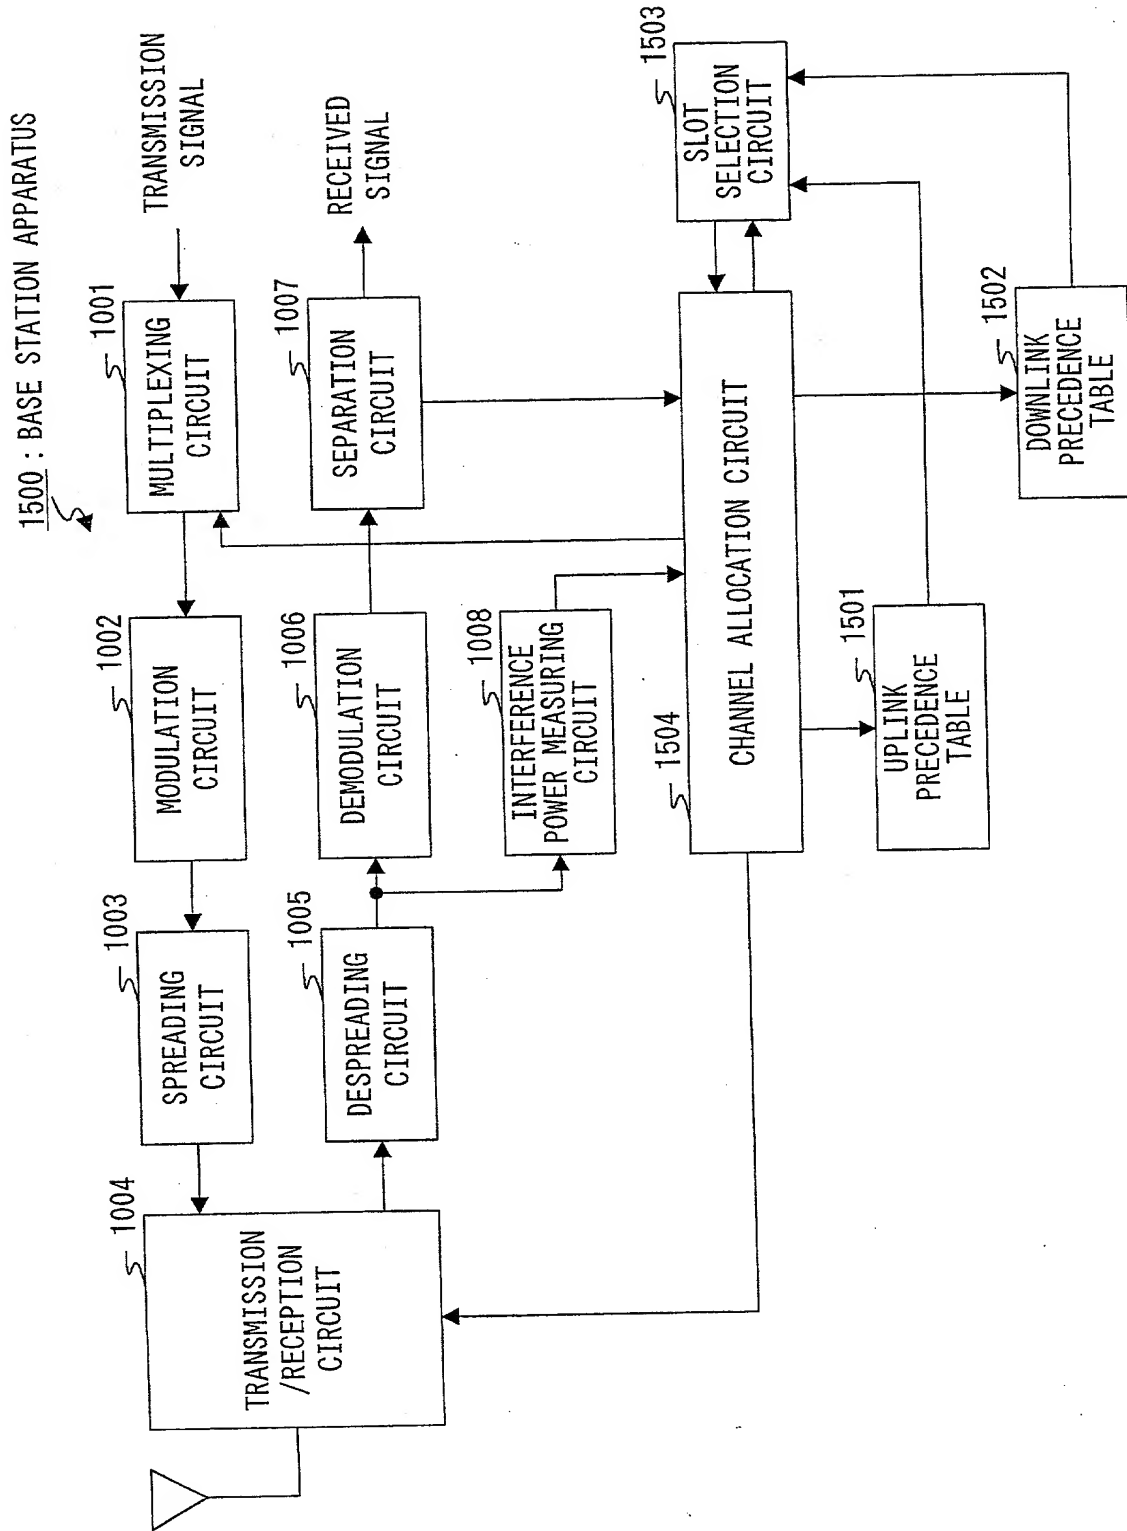 1500 : BASE STATION APPARATUS
1004
TRANSMISSION
/RECEPTION
CIRCUIT
1003
SPREADING
CIRCUIT
1002
MODULATION
CIRCUIT
1001
MULTIPLEXING
CIRCUIT
TRANSMISSION
SIGNAL
1005
DESPREADING
CIRCUIT
1006
DEMODULATION
CIRCUIT
1007
SEPARATION
CIRCUIT
RECEIVED
SIGNAL
1008
INTERFERENCE
POWER MEASURING
CIRCUIT
1504
CHANNEL ALLOCATION CIRCUIT
1503
SLOT
SELECTION
CIRCUIT
1501
UPLINK
PRECEDENCE
TABLE
1502
DOWNLINK
PRECEDENCE
TABLE